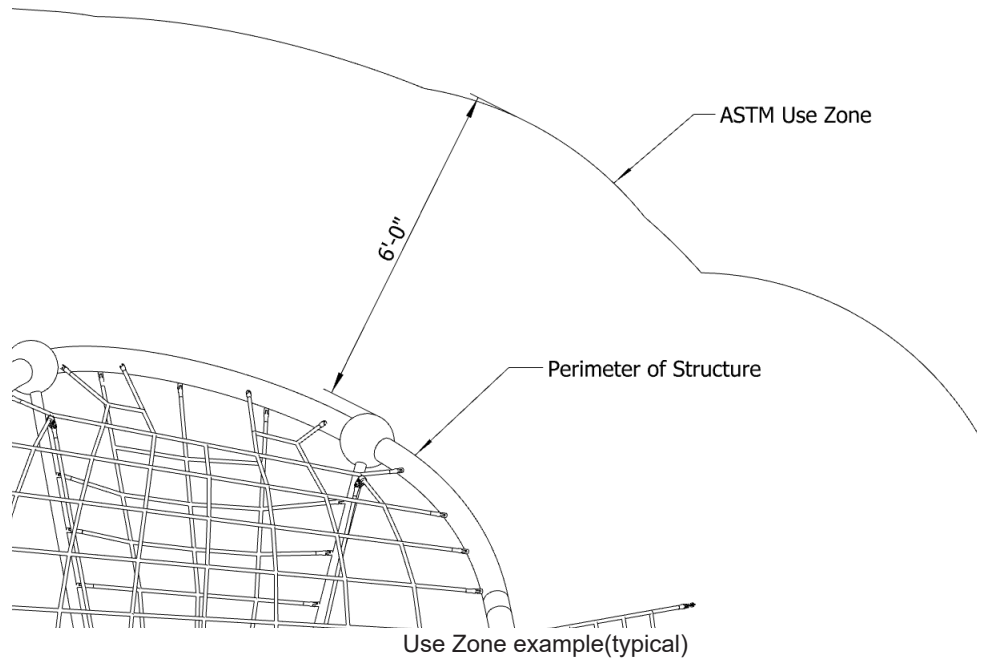 ASTM Use Zone
6'-0"
Perimeter of Structure
Use Zone example(typical)